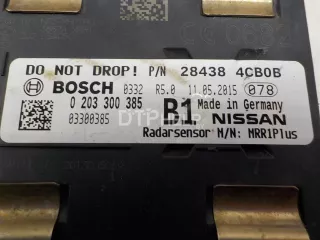 DO NOT DROP! P/N 28438 4CB0B
BOSCH 0332 R5.0 11.05.2015 078
0 203 300 385 B1 Made in Germany
03300385 NISSAN
Radarsensor M/N: MRR1Plus